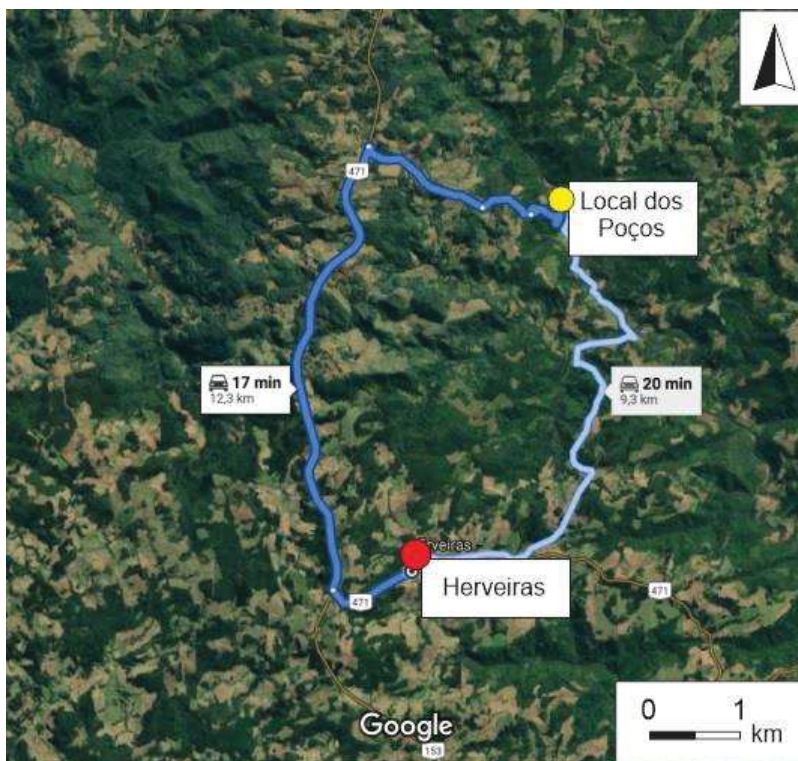 471
Local dos
Poços
17 min
12,3 km
20 min
9,3 km
erveiras
Herveiras
471
471
0 1
km
Google
153